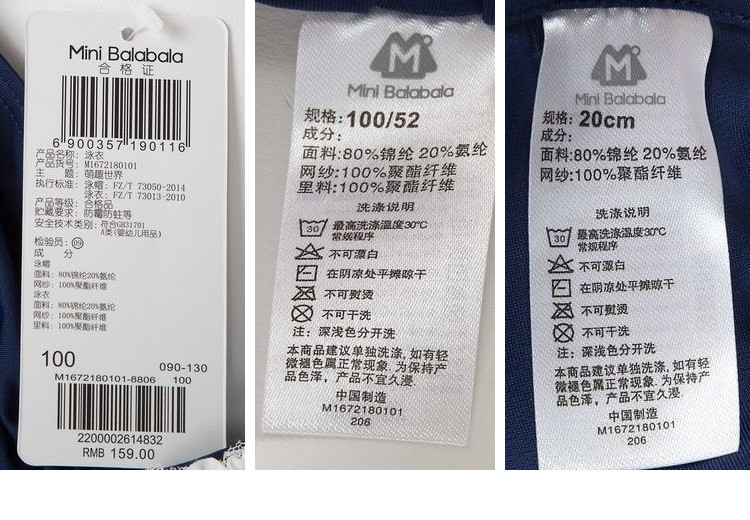 Mini Balabala
合格证
6 900357 190116
产品名称: 泳衣
产品货号: M1672180101
主 题: 萌趣世界
执行标准: 泳帽: FZ/T 73050-2014
泳衣: FZ/T 73013-2010
产品等级: 合格品
贮藏要求: 防霉防蛀等
安全技术类别: 符合GB31701
A类(婴幼儿用品)
检验员: 09
成 分
泳帽
面料: 80%锦纶20%氨纶
网纱: 100%聚酯纤维
泳衣
面料: 80%锦纶20%氨纶
网纱: 100%聚酯纤维
里料: 100%聚酯纤维
100 090-130
M1672180101-8806 100
2200002614832
RMB 159.00
M
Mini Balabala
规格:100/52
成分:
面料:80%锦纶 20%氨纶
网纱:100%聚酯纤维
里料:100%聚酯纤维
洗涤说明
30 最高洗涤温度30°C
常规程序
不可漂白
在阴凉处平摊晾干
不可熨烫
不可干洗
注: 深浅色分开洗
本商品建议单独洗涤,如有轻
微褪色属正常现象.为保持产
品色泽, 产品不宜久浸.
中国制造
M1672180101
206
M
Mini Balabala
规格: 20cm
成分:
面料:80%锦纶 20%氨纶
网纱:100%聚酯纤维
洗涤说明
30 最高洗涤温度30°C
常规程序
不可漂白
在阴凉处平摊晾干
不可熨烫
不可干洗
注: 深浅色分开洗
本商品建议单独洗涤,如有轻
微褪色属正常现象.为保持产
品色泽, 产品不宜久浸.
中国制造
M1672180101
206